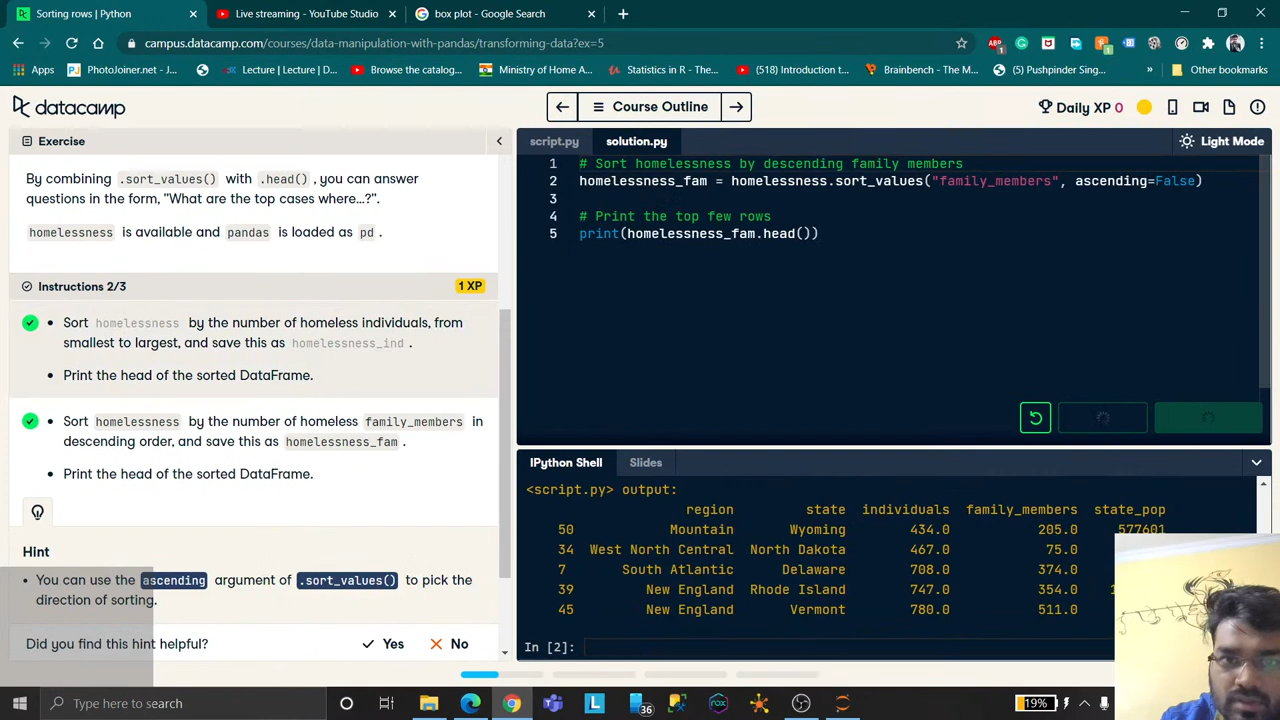 Sorting rows | Python
Live streaming - YouTube Studio
box plot - Google Search
campus.datacamp.com/courses/data-manipulation-with-pandas/transforming-data?ex=5
Apps
PhotoJoiner.net - J...
Lecture | Lecture | D...
Browse the catalog...
Ministry of Home A...
Statistics in R - The...
(518) Introduction t...
Brainbench - The M...
(5) Pushpinder Sing...
»
Other bookmarks
datacamp
Course Outline
Daily XP 0
Exercise
script.py
solution.py
Light Mode
By combining .sort_values() with .head(), you can answer
questions in the form, "What are the top cases where...?".
homelessness is available and pandas is loaded as pd.
Instructions 2/3
1 XP
• Sort homelessness by the number of homeless individuals, from
smallest to largest, and save this as homelessness_ind.
• Print the head of the sorted DataFrame.
• Sort homelessness by the number of homeless family_members in
descending order, and save this as homelessness_fam.
• Print the head of the sorted DataFrame.
Hint
• You can use the ascending argument of .sort_values() to pick the
direction of sorting.
Did you find this hint helpful?
Yes
No
1 # Sort homelessness by descending family members
2 homelessness_fam = homelessness.sort_values("family_members", ascending=False)
3
4 # Print the top few rows
5 print(homelessness_fam.head())
IPython Shell
Slides
<script.py> output:
region state individuals family_members state_pop
50 Mountain Wyoming 434.0 205.0 577601
34 West North Central North Dakota 467.0 75.0
7 South Atlantic Delaware 708.0 374.0
39 New England Rhode Island 747.0 354.0 1
45 New England Vermont 780.0 511.0
In [2]:
Type here to search
36
19%